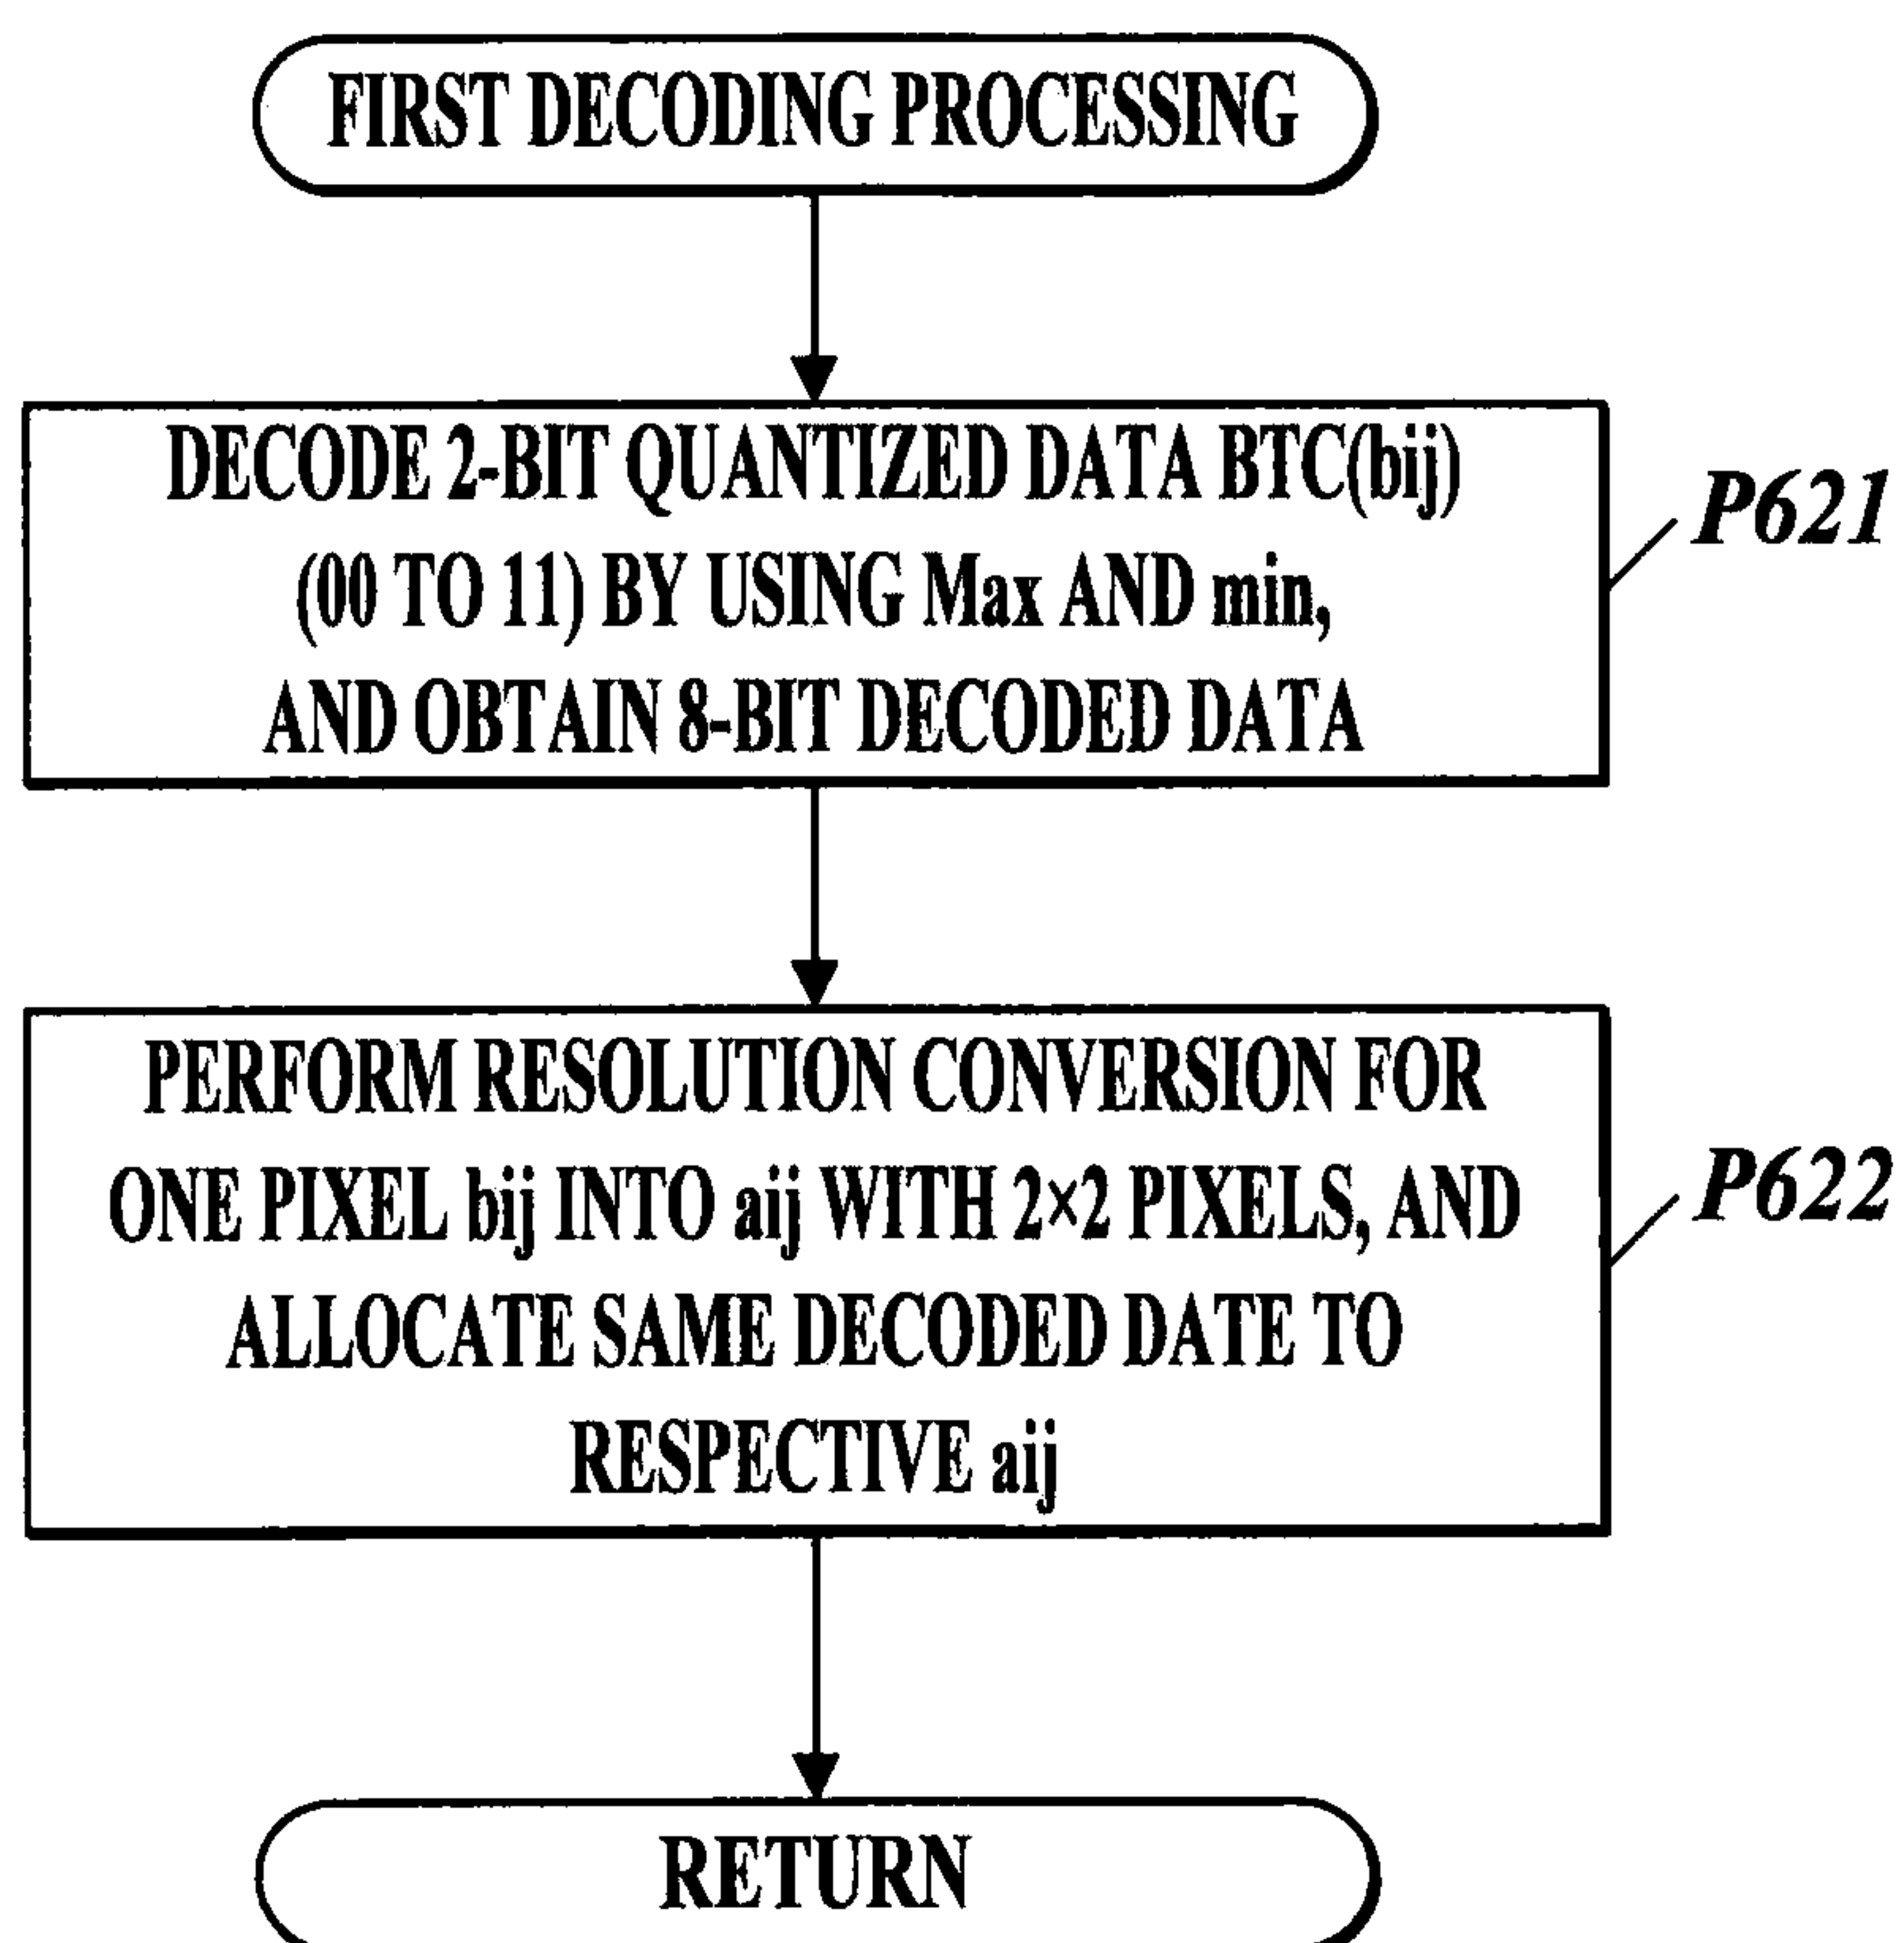 FIRST DECODING PROCESSING
DECODE 2-BIT QUANTIZED DATA BTC(bij)
(00 TO 11) BY USING Max AND min,
AND OBTAIN 8-BIT DECODED DATA
P621
PERFORM RESOLUTION CONVERSION FOR
ONE PIXEL bij INTO aij WITH 2×2 PIXELS, AND
ALLOCATE SAME DECODED DATE TO
RESPECTIVE aij
P622
RETURN